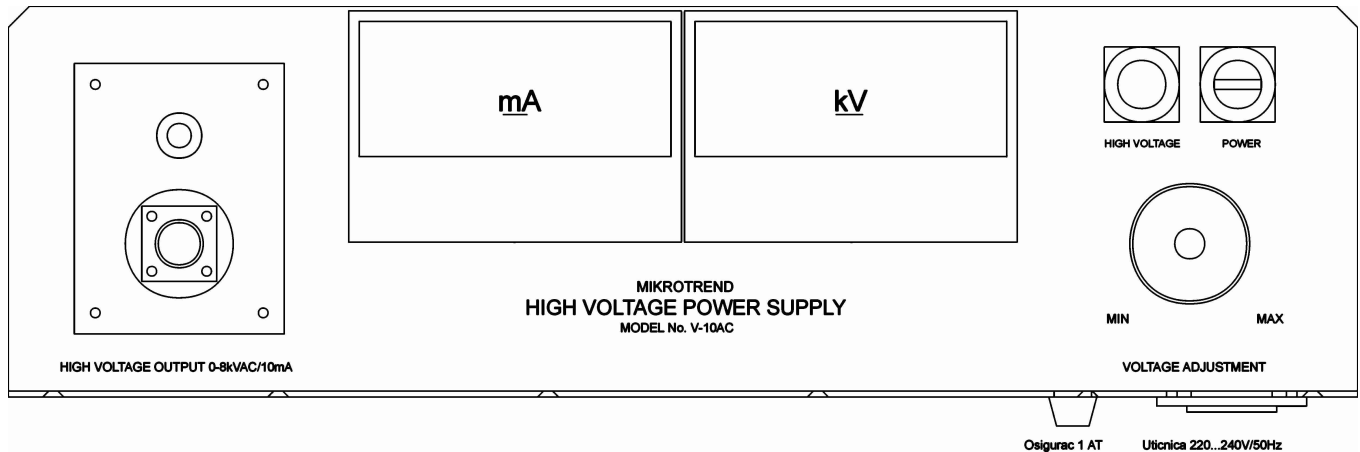 mA
kV
HIGH VOLTAGE
POWER
MIKROTREND
HIGH VOLTAGE POWER SUPPLY
MODEL No. V-10AC
MIN
MAX
HIGH VOLTAGE OUTPUT 0-8kVAC/10mA
VOLTAGE ADJUSTMENT
Osigurac 1 AT
Uticnica 220...240V/50Hz